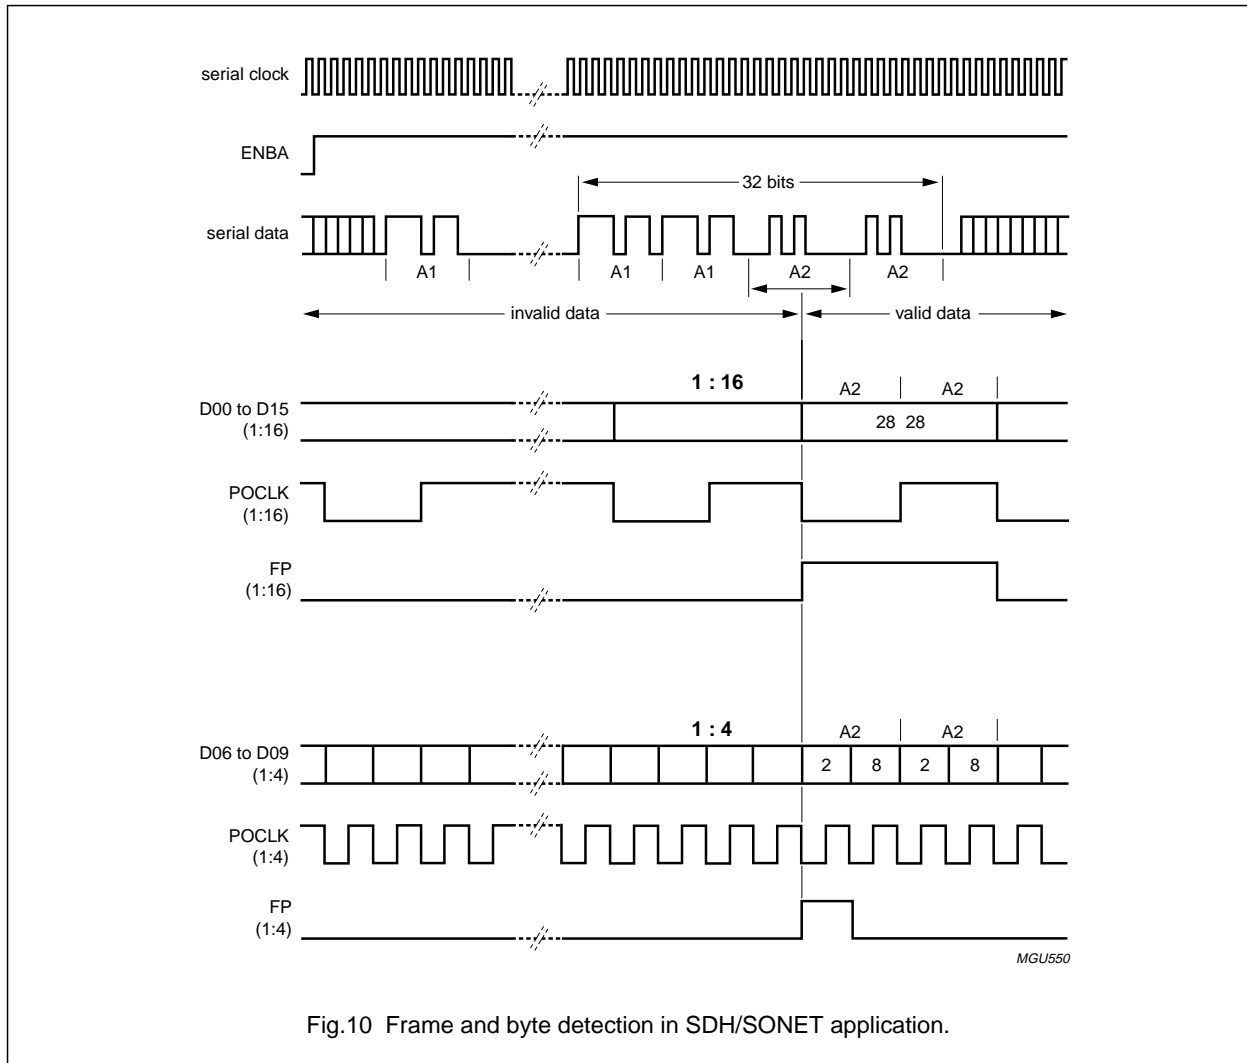 serial clock
ENBA
32 bits
serial data
A1 A1 A1 A2 A2
invalid data valid data
1 : 16 A2 A2
D00 to D15
(1:16)
28 28
POCLK
(1:16)
FP
(1:16)
1 : 4 A2 A2
D06 to D09
(1:4)
2 8 2 8
POCLK
(1:4)
FP
(1:4)
MGU550
Fig.10 Frame and byte detection in SDH/SONET application.